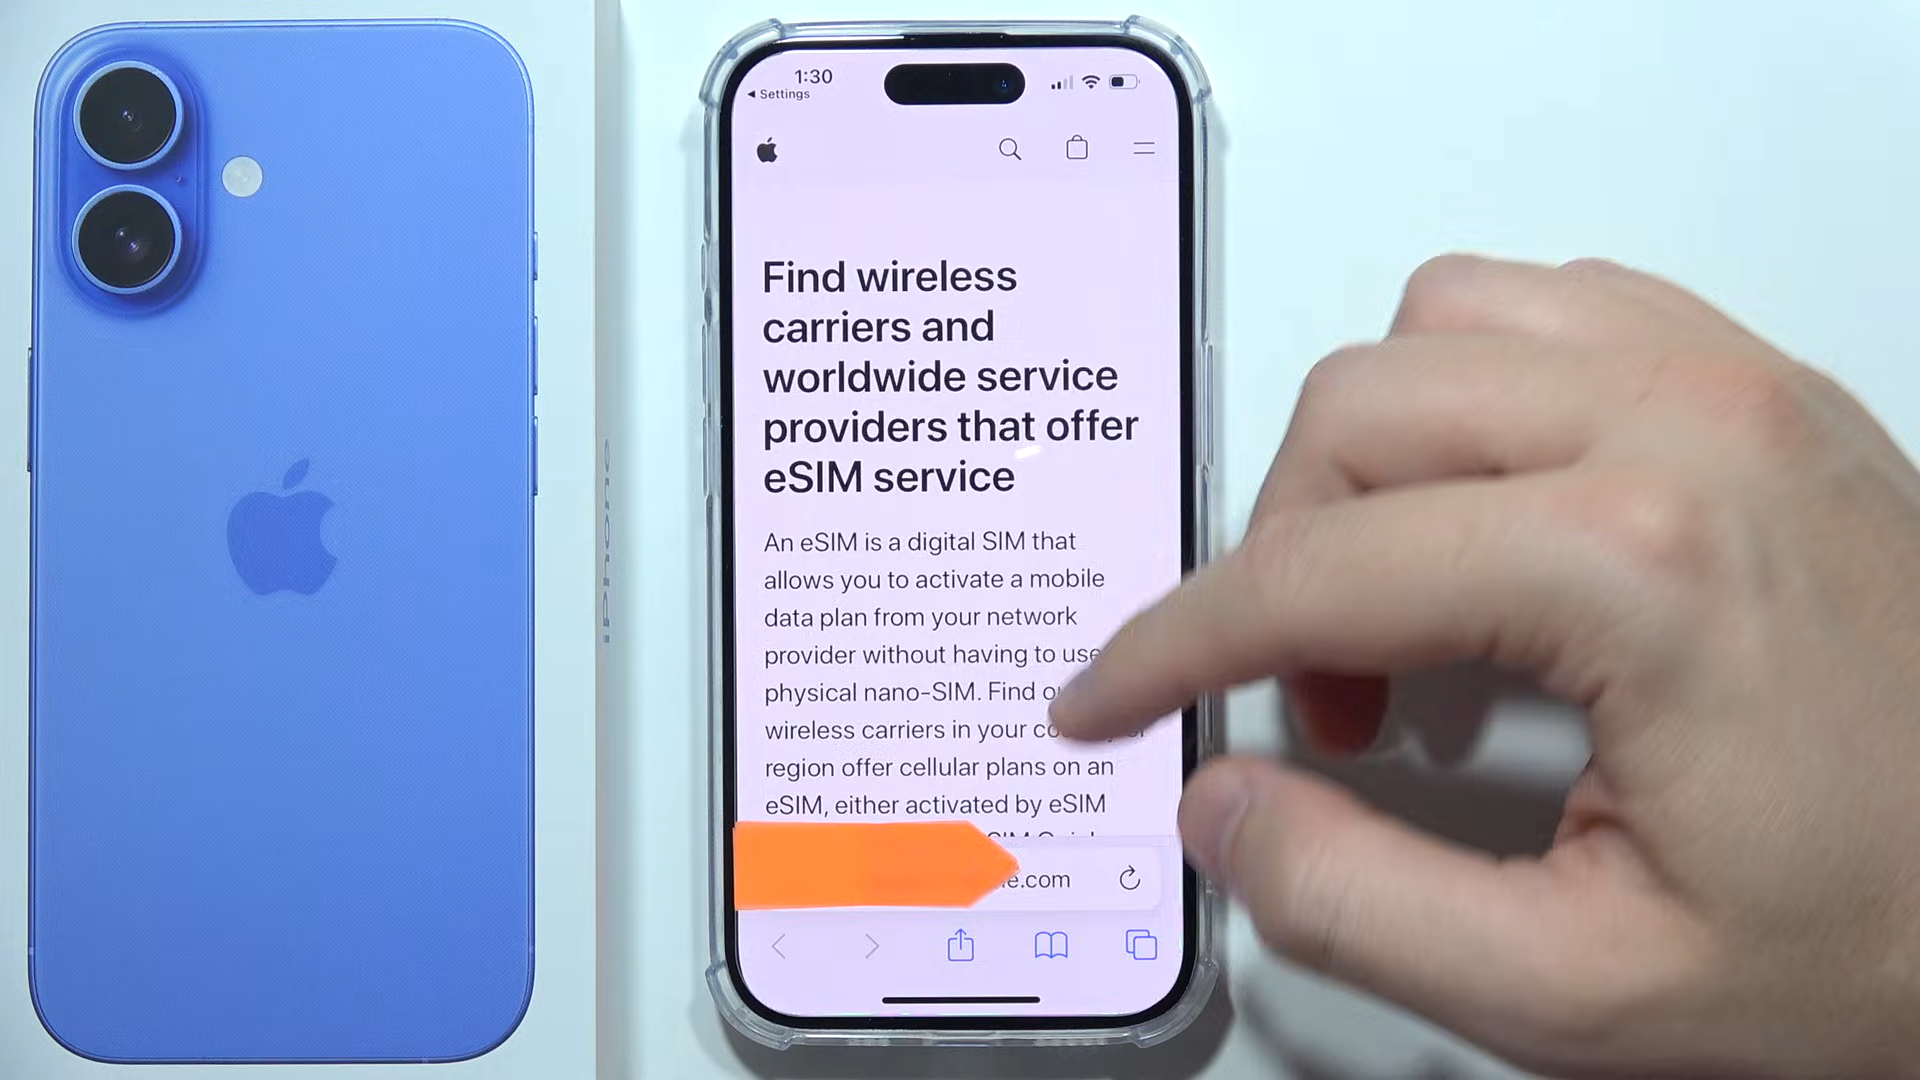 iPhone
1:30
Settings
Find wireless
carriers and
worldwide service
providers that offer
eSIM service
An eSIM is a digital SIM that
allows you to activate a mobile
data plan from your network
provider without having to use
physical nano-SIM. Find
wireless carriers in your
region offer cellular plans on an
eSIM, either activated by eSIM
e.com